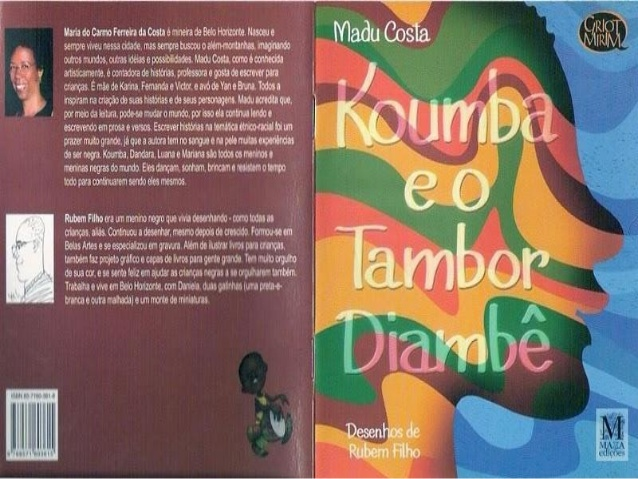 Maria do Carmo Ferreira da Costa é mineira de Belo Horizonte. Nasceu e
sempre viveu nessa cidade, mas sempre buscou o além-montanhas, imaginando
outros mundos, outras idéias e possibilidades. Madu Costa, como é conhecida
artisticamente, é contadora de histórias, professora e gosta de escrever para
crianças. É mãe de Karina, Fernanda e Victor, e avó de Yan e Bruna. Todos a
inspiram na criação de suas histórias e de seus personagens. Madu acredita que,
por meio da leitura, pode-se mudar o mundo, por isso ela continua lendo e
escrevendo em prosa e versos. Escrever histórias na temática étnico-racial foi um
prazer muito grande, já que a autora tem no sangue e na pele muitas experiências
de ser negra. Koumba, Dandara, Luana e Mariana são todos os meninos e
meninas negras do mundo. Eles dançam, sonham, brincam e resistem o tempo
todo para continuarem sendo eles mesmos.
Rubem Filho era um menino negro que vivia desenhando - como todas as
crianças, aliás. Continuou a desenhar, mesmo depois de crescido. Formou-se em
Belas Artes e se especializou em gravura. Além de ilustrar livros para crianças,
também faz projeto gráfico e capas de livros para gente grande. Tem muito orgulho
de sua cor, e se sente feliz em ajudar as crianças negras a se orgulharem também.
Trabalha e vive em Belo Horizonte, com Daniela, duas gatinhas (uma preta-e-
branca e outra malhada) e um monte de miniaturas.
Madu Costa
GRIOT
MIRIM
Koumba
e o
Tambor
Diambê
Desenhos de
Rubem Filho
M
MAZZA
edições